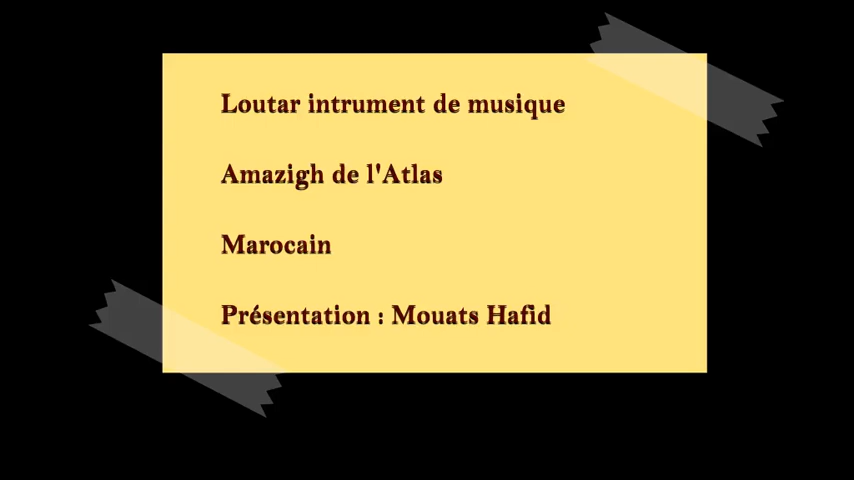 Loutar intrument de musique
Amazigh de l'Atlas
Marocain
Présentation : Mouats Hafid